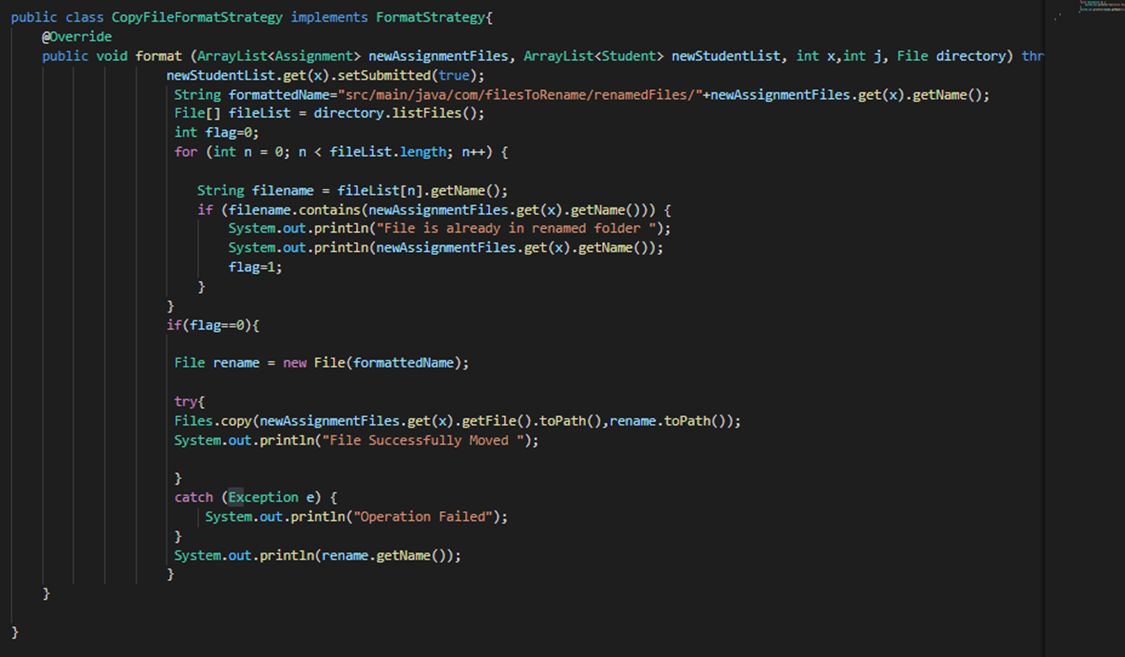 public class CopyFileFormatStrategy implements FormatStrategy{
@Override
public void format (ArrayList<Assignment> newAssignmentFiles, ArrayList<Student> newStudentList, int x,int j, File directory) thr
newStudentList.get(x).setSubmitted(true);
String formattedName="src/main/java/com/filesToRename/renamedFiles/"+newAssignmentFiles.get(x).getName();
File[] fileList = directory.listFiles();
int flag=0;
for (int n = 0; n < fileList.length; n++) {
String filename = fileList[n].getName();
if (filename.contains(newAssignmentFiles.get(x).getName())) {
System.out.println("File is already in renamed folder ");
System.out.println(newAssignmentFiles.get(x).getName());
flag=1;
}
}
if(flag==0){
File rename = new File(formattedName);
try{
Files.copy(newAssignmentFiles.get(x).getFile().toPath(),rename.toPath());
System.out.println("File Successfully Moved ");
}
catch (Exception e) {
System.out.println("Operation Failed");
}
System.out.println(rename.getName());
}
}
}